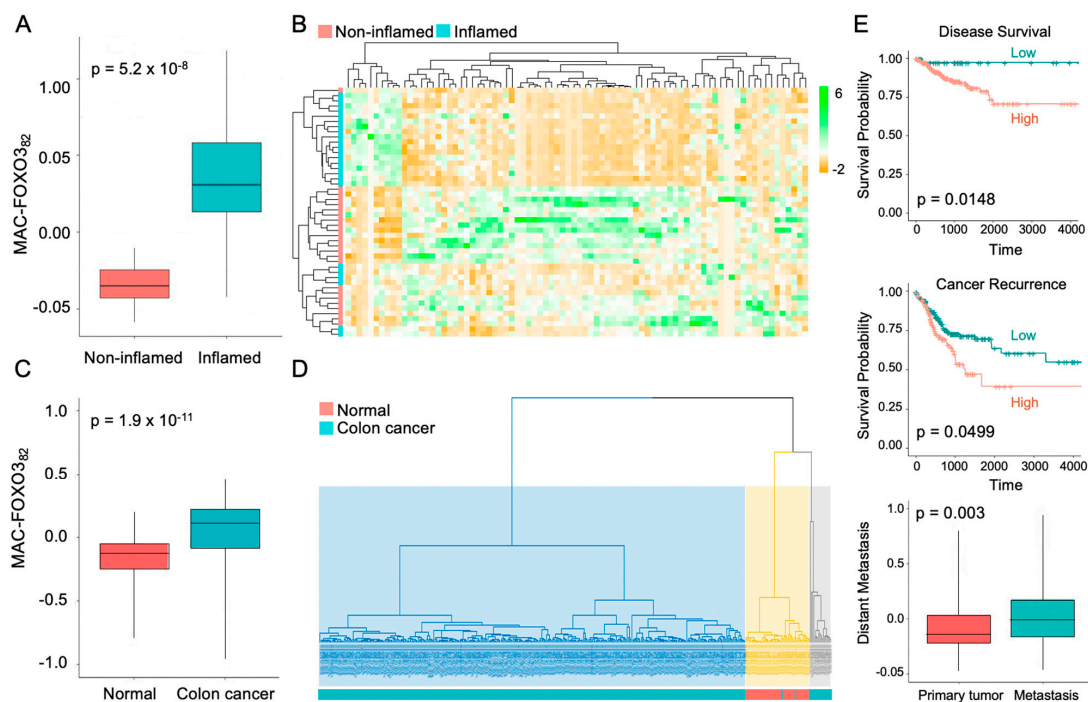 A
p = 5.2 x 10-8
MAC-FOXO382
1.00
0.05
0.00
-0.05
Non-inflamed Inflamed
B
Non-inflamed Inflamed
6
-2
C
p = 1.9 x 10-11
MAC-FOXO382
1.0
0.5
0.0
-0.5
-1.0
Normal Colon cancer
D
Normal
Colon cancer
E
Disease Survival
Survival Probability
1.00
0.75
0.50
0.25
0.00
Low
High
p = 0.0148
0 1000 2000 3000 4000
Time
Cancer Recurrence
Survival Probability
1.00
0.75
0.50
0.25
0.00
Low
High
p = 0.0499
0 1000 2000 3000 4000
Time
p = 0.003
Distant Metastasis
1.0
0.5
0.0
-0.05
Primary tumor Metastasis